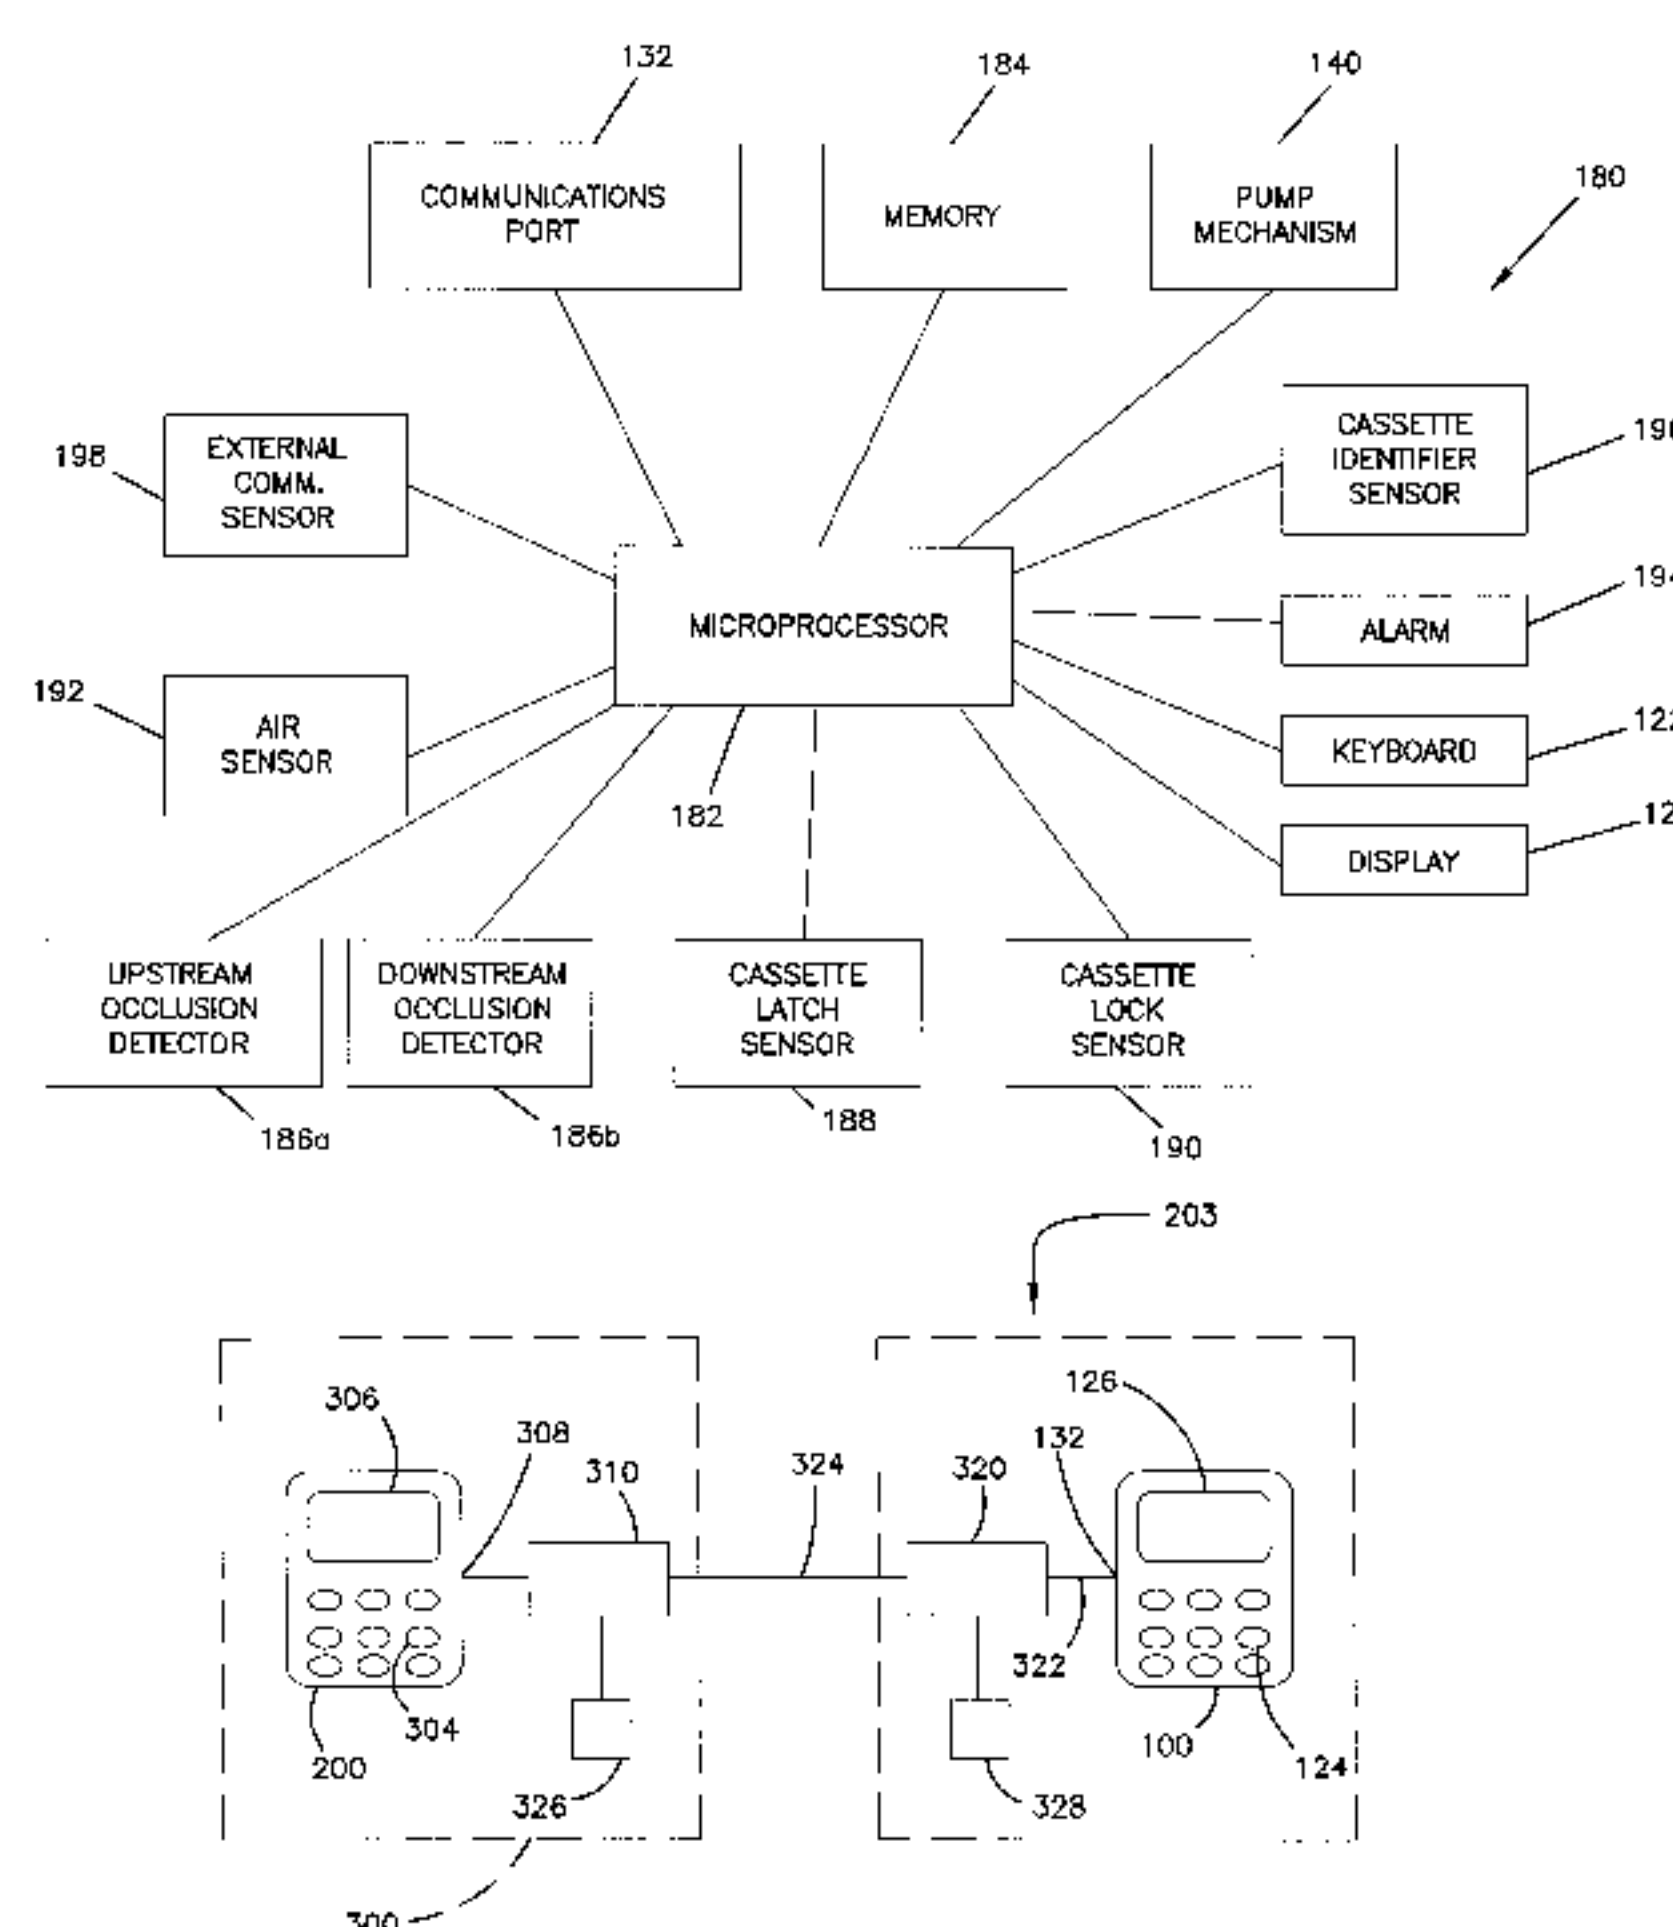 132
184
140
180
COMMUNICATIONS
PORT
MEMORY
PUMP
MECHANISM
198
EXTERNAL
COMM.
SENSOR
CASSETTE
IDENTIFIER
SENSOR
MICROPROCESSOR
ALARM
192
AIR
SENSOR
KEYBOARD
182
DISPLAY
UPSTREAM
OCCLUSION
DETECTOR
DOWNSTREAM
OCCLUSION
DETECTOR
CASSETTE
LATCH
SENSOR
CASSETTE
LOCK
SENSOR
186a
186b
188
190
203
306
308
310
324
320
132
126
322
304
200
100
124
326
328
300